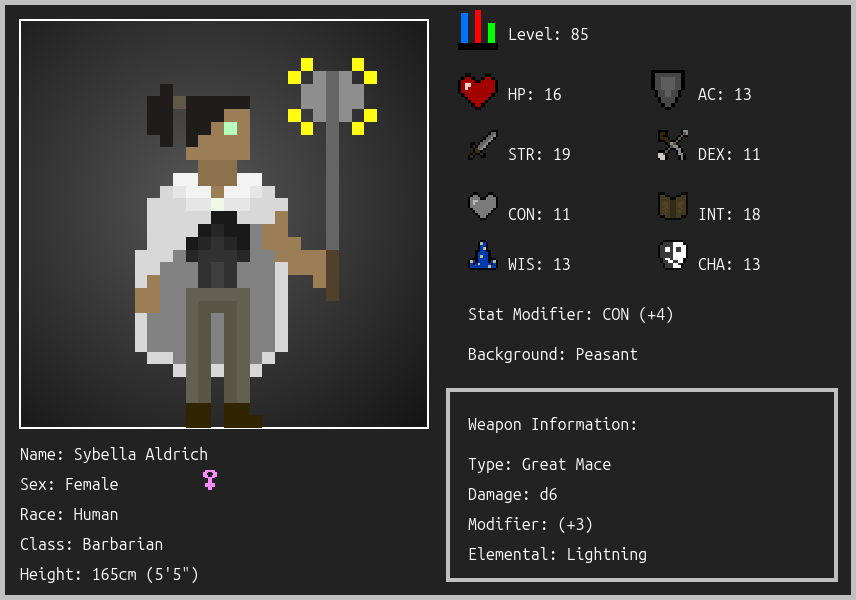 Level: 85
HP: 16
AC: 13
STR: 19
DEX: 11
CON: 11
INT: 18
WIS: 13
CHA: 13
Stat Modifier: CON (+4)
Background: Peasant
Weapon Information:
Type: Great Mace
Damage: d6
Modifier: (+3)
Elemental: Lightning
Name: Sybella Aldrich
Sex: Female
Race: Human
Class: Barbarian
Height: 165cm (5'5")